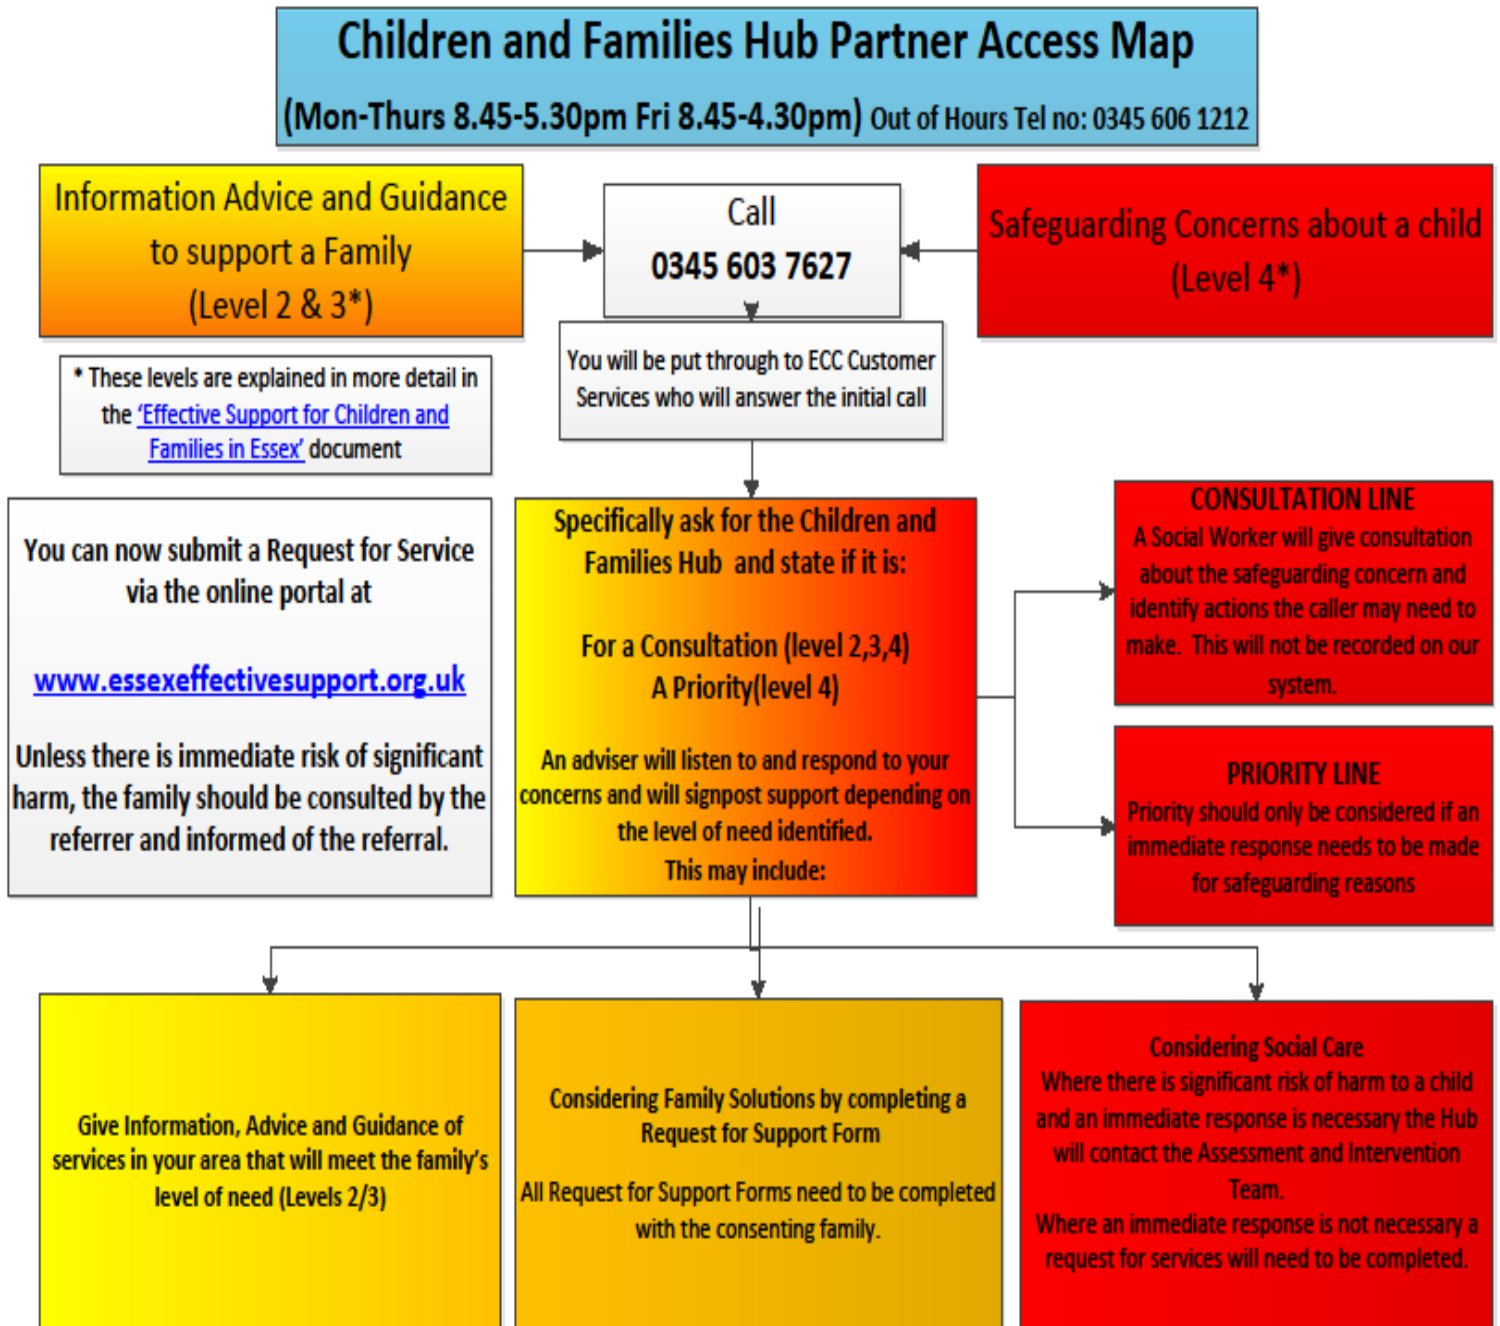 Children and Families Hub Partner Access Map
(Mon-Thurs 8.45-5.30pm Fri 8.45-4.30pm) Out of Hours Tel no: 0345 606 1212
Information Advice and Guidance
to support a Family
(Level 2 & 3*)
Call
0345 603 7627
Safeguarding Concerns about a child
(Level 4*)
You will be put through to ECC Customer
Services who will answer the initial call
* These levels are explained in more detail in
the 'Effective Support for Children and
Families in Essex' document
You can now submit a Request for Service
via the online portal at
www.essexeffectivesupport.org.uk
Unless there is immediate risk of significant
harm, the family should be consulted by the
referrer and informed of the referral.
Specifically ask for the Children and
Families Hub and state if it is:
For a Consultation (level 2,3,4)
A Priority(level 4)
An adviser will listen to and respond to your
concerns and will signpost support depending on
the level of need identified.
This may include:
CONSULTATION LINE
A Social Worker will give consultation
about the safeguarding concern and
identify actions the caller may need to
make. This will not be recorded on our
system.
PRIORITY LINE
Priority should only be considered if an
immediate response needs to be made
for safeguarding reasons
Give Information, Advice and Guidance of
services in your area that will meet the family's
level of need (Levels 2/3)
Considering Family Solutions by completing a
Request for Support Form
All Request for Support Forms need to be completed
with the consenting family.
Considering Social Care
Where there is significant risk of harm to a child
and an immediate response is necessary the Hub
will contact the Assessment and Intervention
Team.
Where an immediate response is not necessary a
request for services will need to be completed.